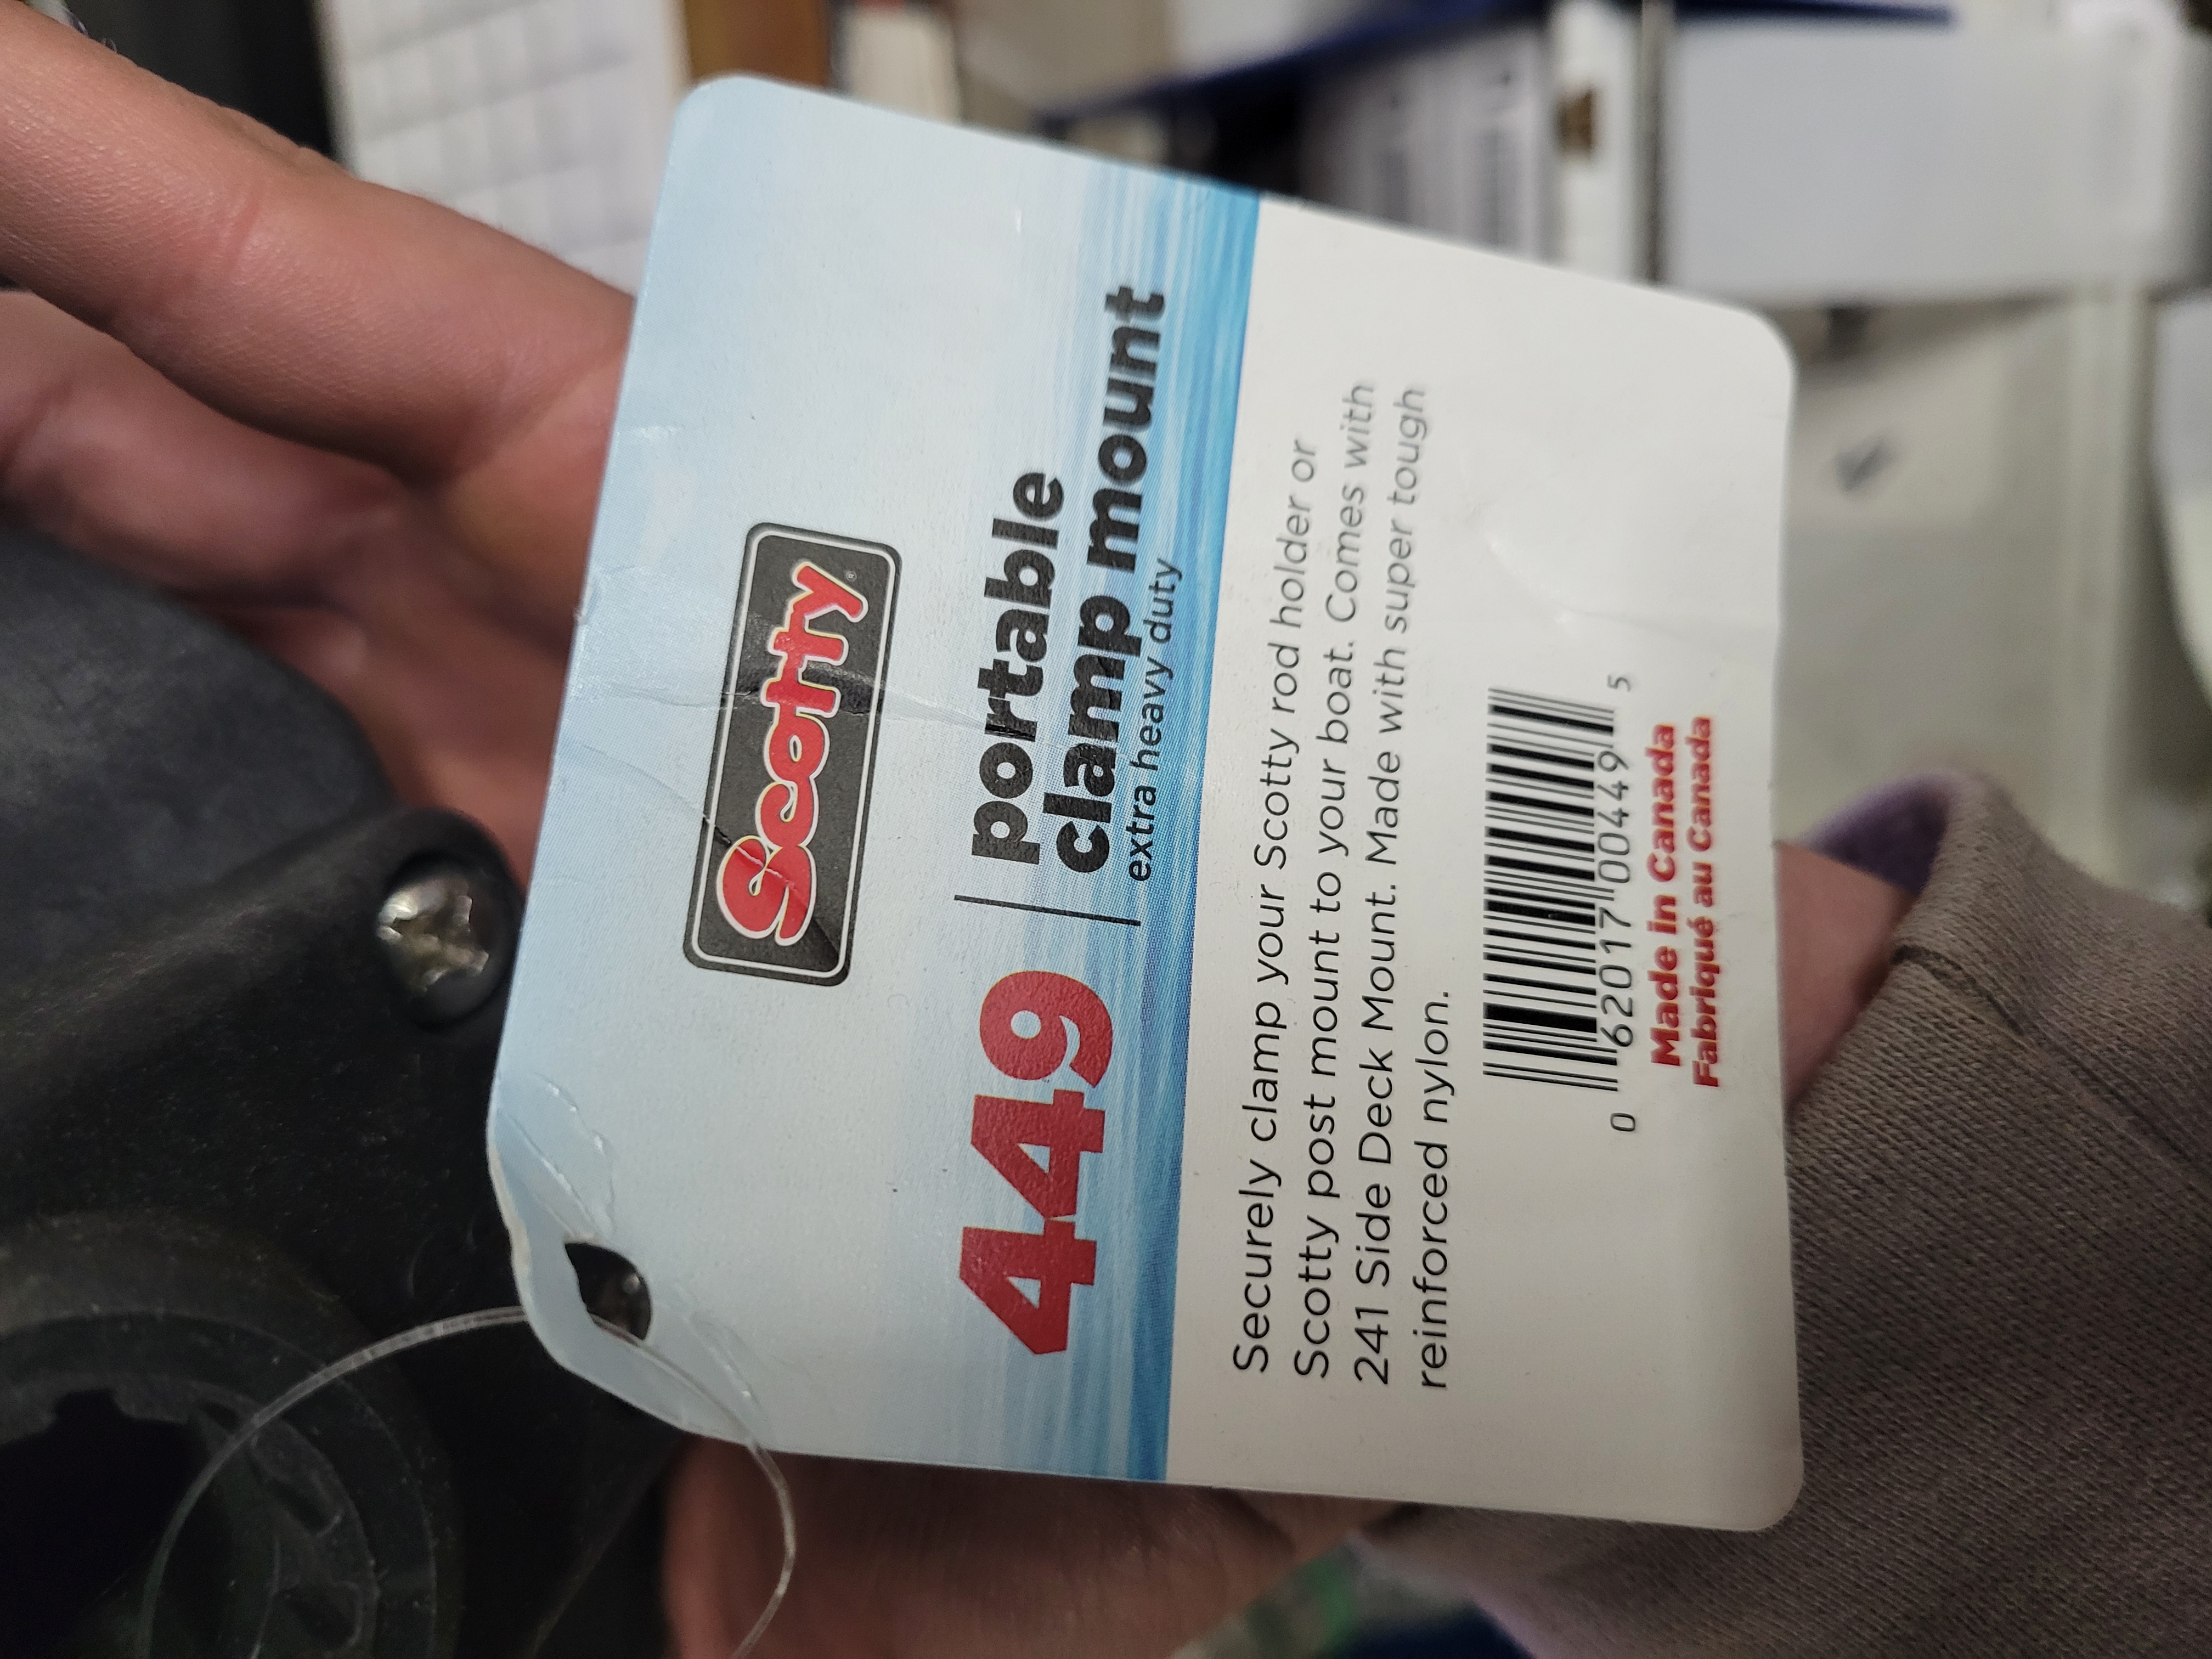 Scotty
449 | portable
clamp mount
extra heavy duty
Securely clamp your Scotty rod holder or
Scotty post mount to your boat. Comes with
241 Side Deck Mount. Made with super tough
reinforced nylon.
0 62017 00449 5
Made in Canada
Fabriqué au Canada